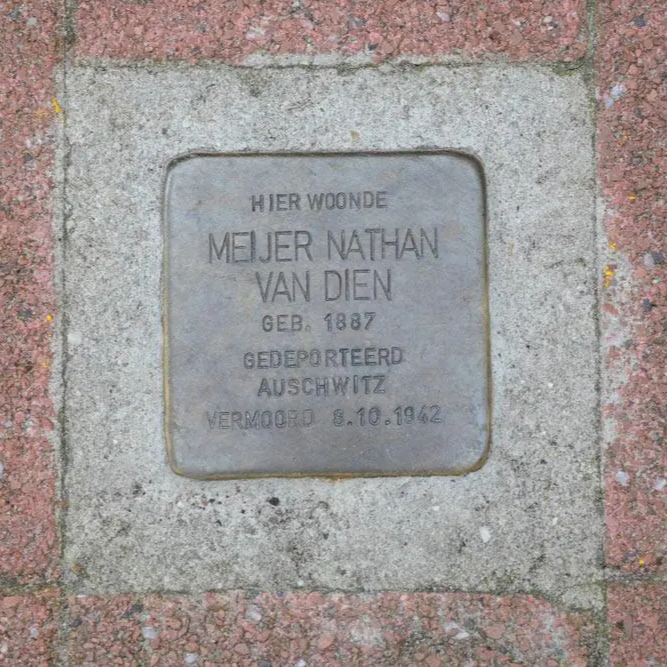 HIER WOONDE
MEIJER NATHAN
VAN DIEN
GEB. 1887
GEDEPORTEERD
AUSCHWITZ
VERMOORD 8.10.1942